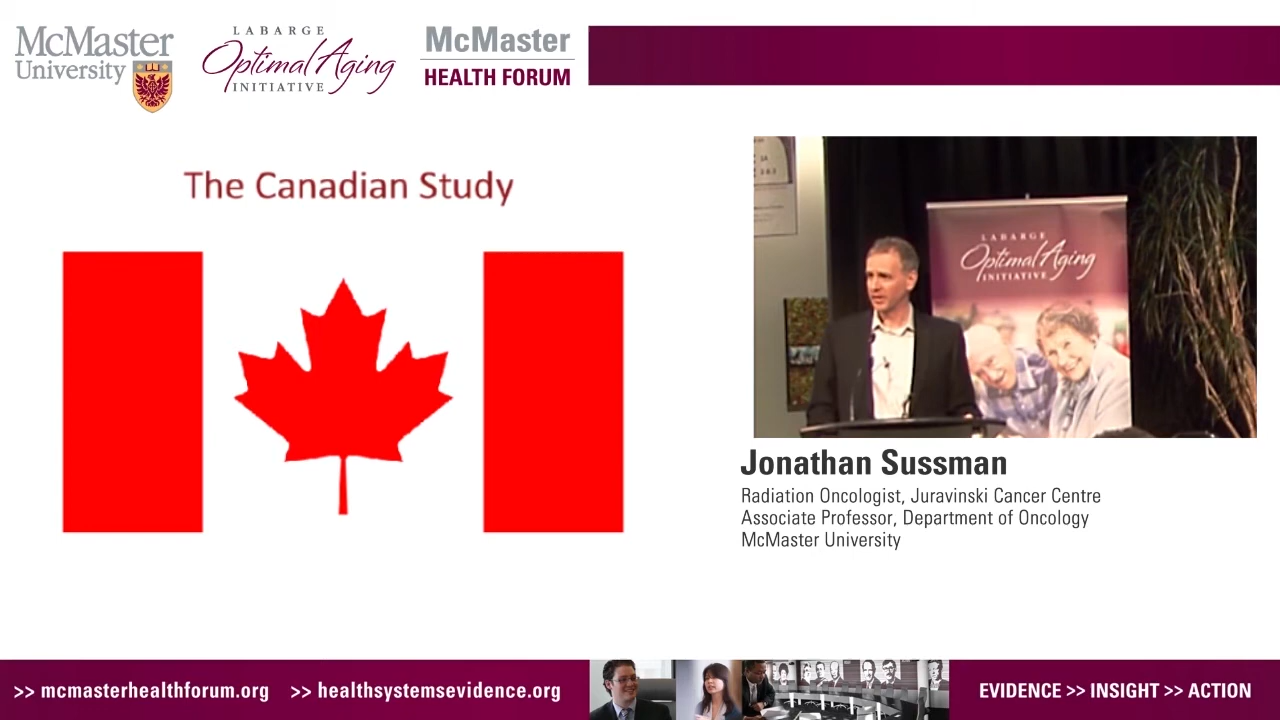 McMaster
University
LABARGE
Optimal Aging
INITIATIVE
McMaster
HEALTH FORUM
The Canadian Study
LABARGE
Optimal Aging
INITIATIVE
Jonathan Sussman
Radiation Oncologist, Juravinski Cancer Centre
Associate Professor, Department of Oncology
McMaster University
>> mcmasterhealthforum.org >> healthsystemsevidence.org
EVIDENCE >> INSIGHT >> ACTION